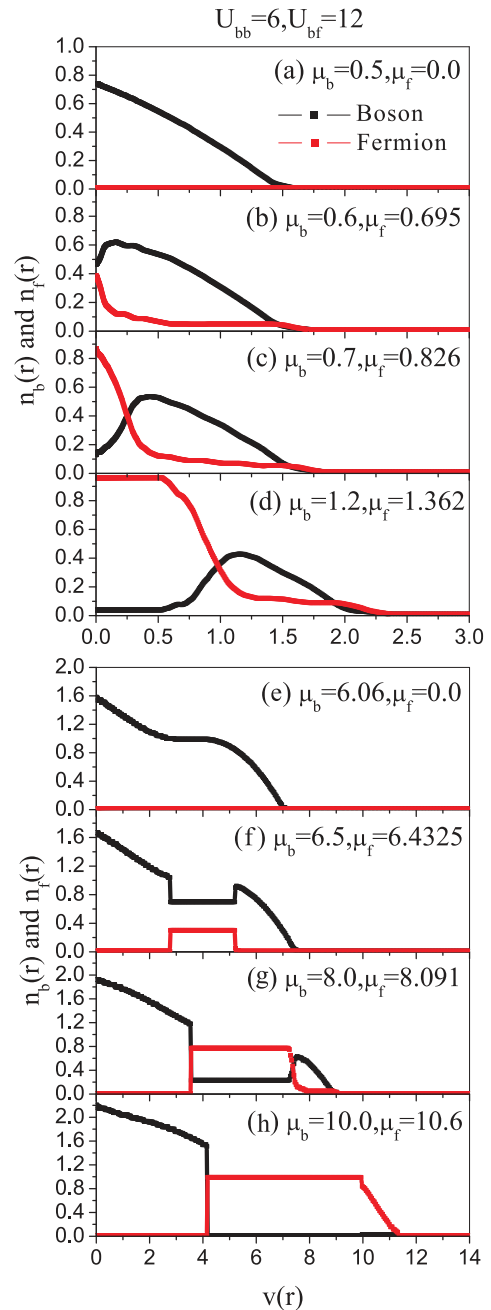 U_bb=6,U_bf=12
1.0
0.8
0.6
0.4
0.2
0.0
(a) μ_b=0.5,μ_f=0.0
Boson
Fermion
0.8
0.6
0.4
0.2
0.0
(b) μ_b=0.6,μ_f=0.695
0.8
0.6
0.4
0.2
0.0
(c) μ_b=0.7,μ_f=0.826
0.8
0.6
0.4
0.2
0.0
(d) μ_b=1.2,μ_f=1.362
0.0 0.5 1.0 1.5 2.0 2.5 3.0
n_b(r) and n_f(r)
2.0
1.6
1.2
0.8
0.4
0.0
(e) μ_b=6.06,μ_f=0.0
1.6
1.2
0.8
0.4
0.0
(f) μ_b=6.5,μ_f=6.4325
2.0
1.6
1.2
0.8
0.4
0.0
(g) μ_b=8.0,μ_f=8.091
2.0
1.6
1.2
0.8
0.4
0.0
(h) μ_b=10.0,μ_f=10.6
0 2 4 6 8 10 12 14
n_b(r) and n_f(r)
v(r)